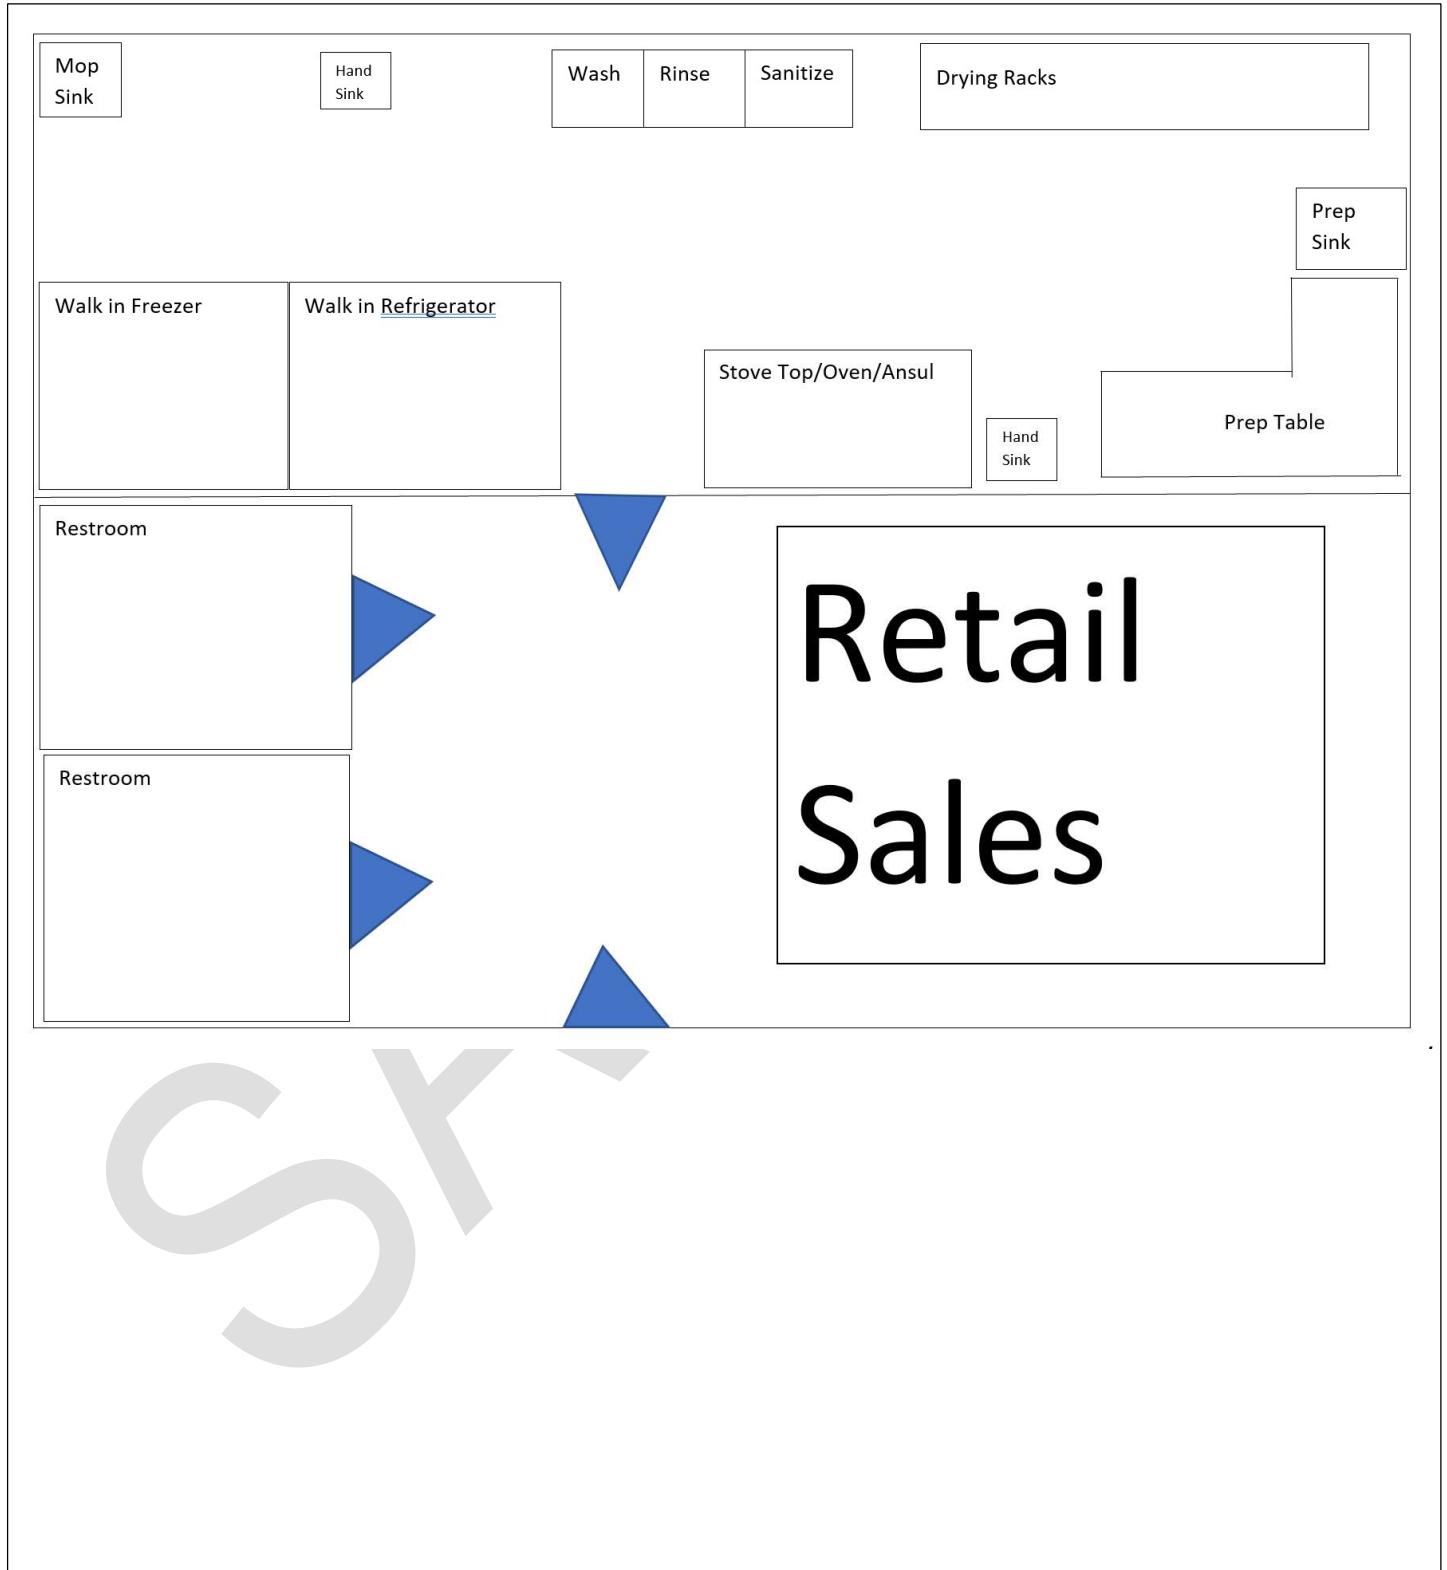 Mop
Sink
Hand
Sink
Wash
Rinse
Sanitize
Drying Racks
Prep
Sink
Walk in Freezer
Walk in Refrigerator
Stove Top/Oven/Ansul
Hand
Sink
Prep Table
Restroom
Retail
Sales
Restroom
.
SA